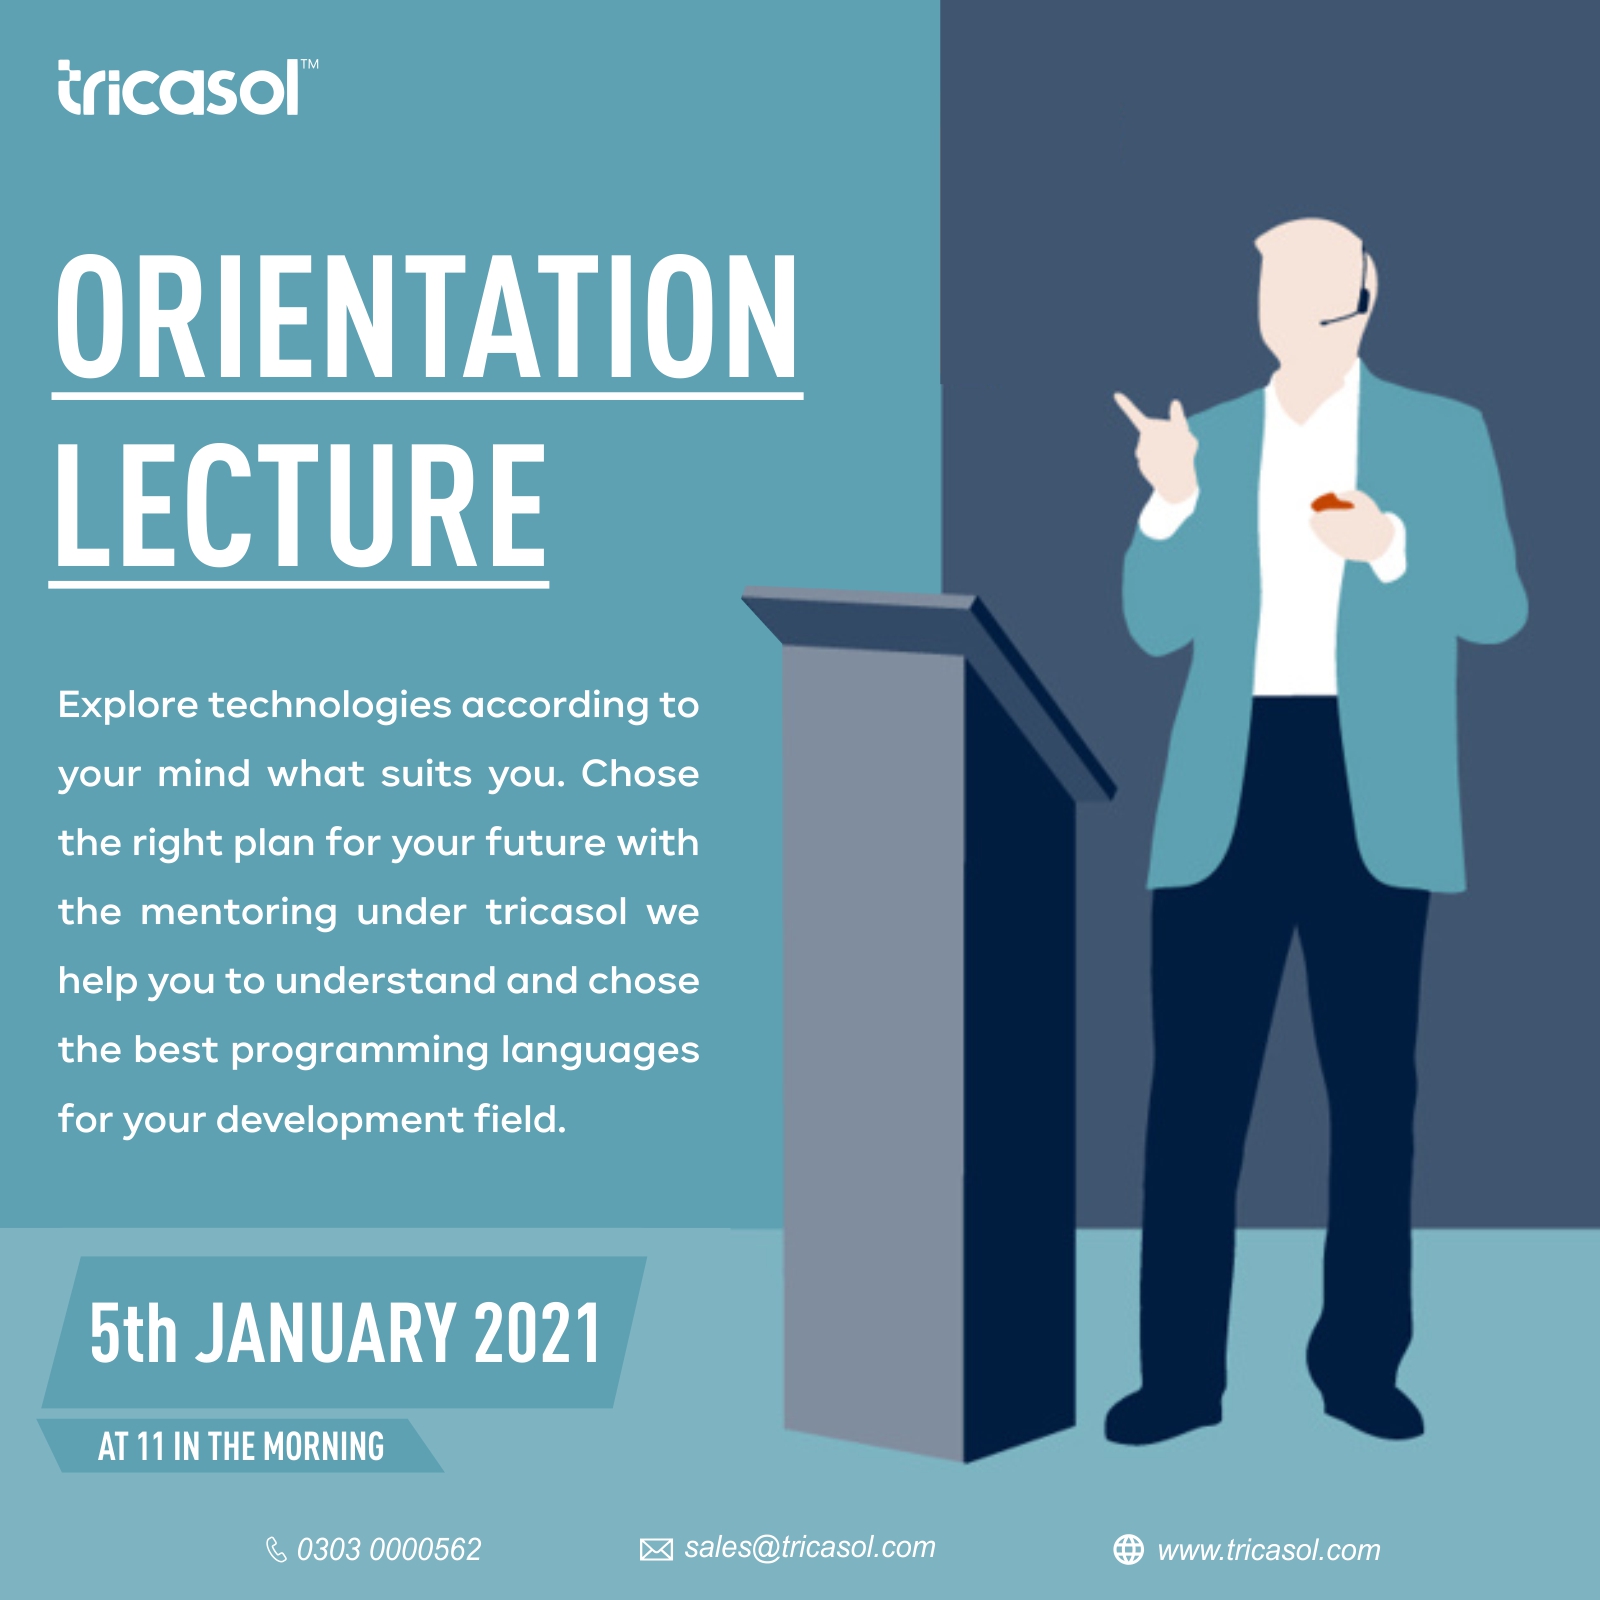 tricasol™
ORIENTATION
LECTURE
Explore technologies according to
your mind what suits you. Chose
the right plan for your future with
the mentoring under tricasol we
help you to understand and chose
the best programming languages
for your development field.
5th JANUARY 2021
AT 11 IN THE MORNING
0303 0000562
sales@tricasol.com
www.tricasol.com